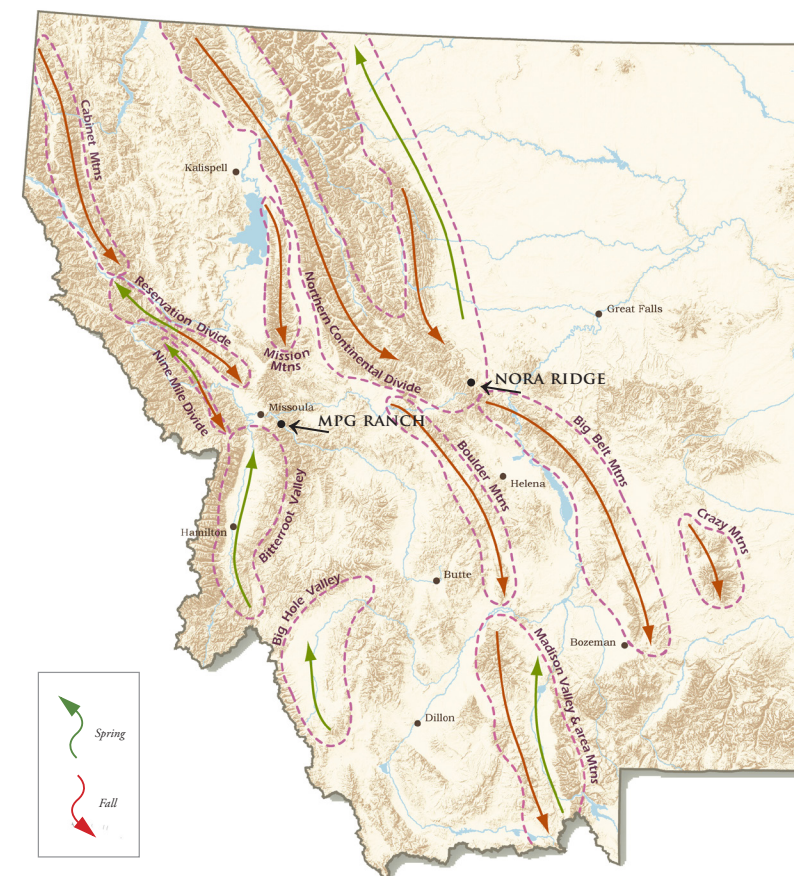 Cabinet Mtns
Kalispell
Reservation Divide
Nine Mile Divide
Mission
Mtns
Northern Continental Divide
Great Falls
NORA RIDGE
Missoula
MPG RANCH
Boulder Mtns
Big Belt Mtns
Helena
Crazy Mtns
Hamilton
Bitterroot Valley
Butte
Big Hole Valley
Bozeman
Madison Valley & area Mtns
Dillon
Spring
Fall